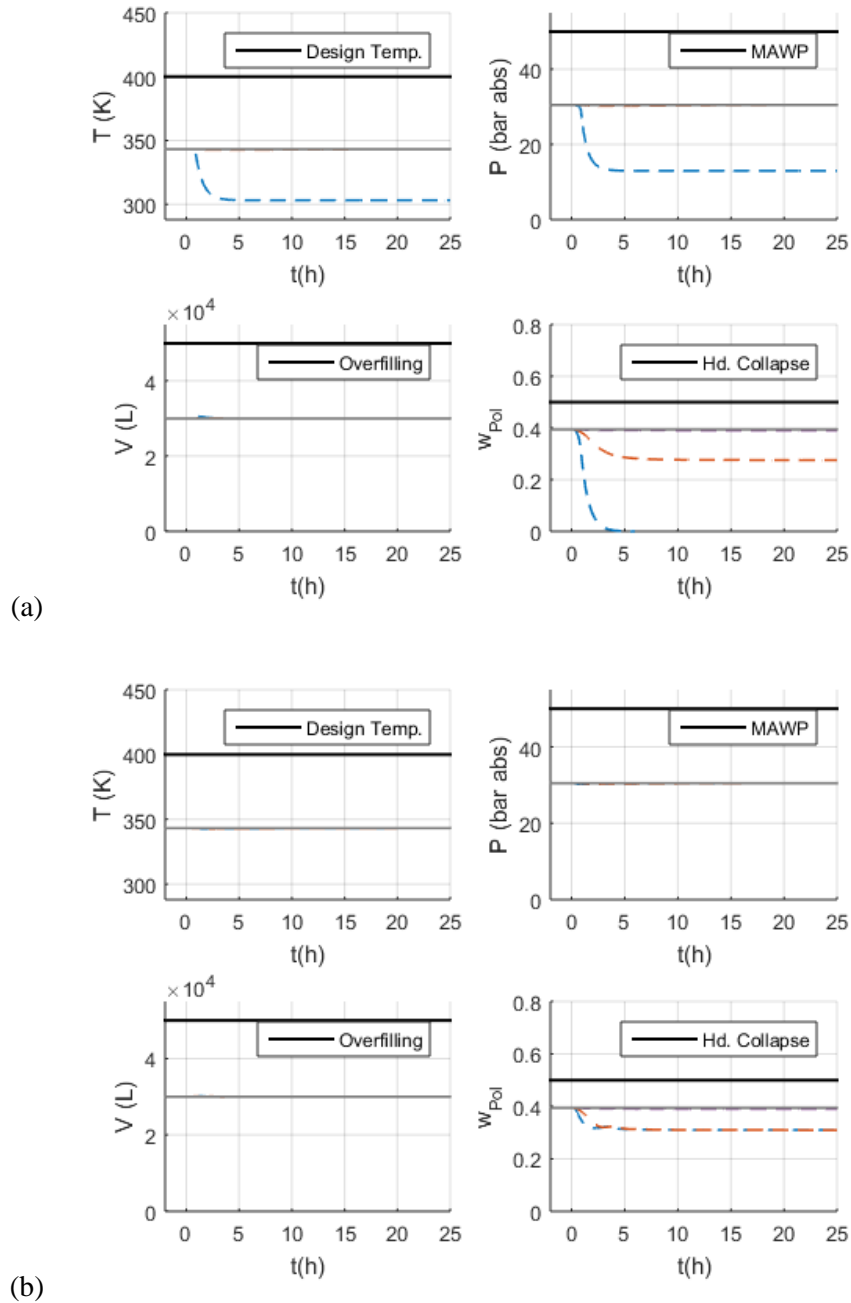 450
400
350
300
T (K)
Design Temp.
0 5 10 15 20 25
t(h)
40
20
0
P (bar abs)
MAWP
0 5 10 15 20 25
t(h)
× 10⁴
4
2
0
V (L)
Overfilling
0 5 10 15 20 25
t(h)
0.8
0.6
0.4
0.2
0
w_Pol
Hd. Collapse
0 5 10 15 20 25
t(h)
(a)
450
400
350
300
T (K)
Design Temp.
0 5 10 15 20 25
t(h)
40
20
0
P (bar abs)
MAWP
0 5 10 15 20 25
t(h)
× 10⁴
4
2
0
V (L)
Overfilling
0 5 10 15 20 25
t(h)
0.8
0.6
0.4
0.2
0
w_Pol
Hd. Collapse
0 5 10 15 20 25
t(h)
(b)